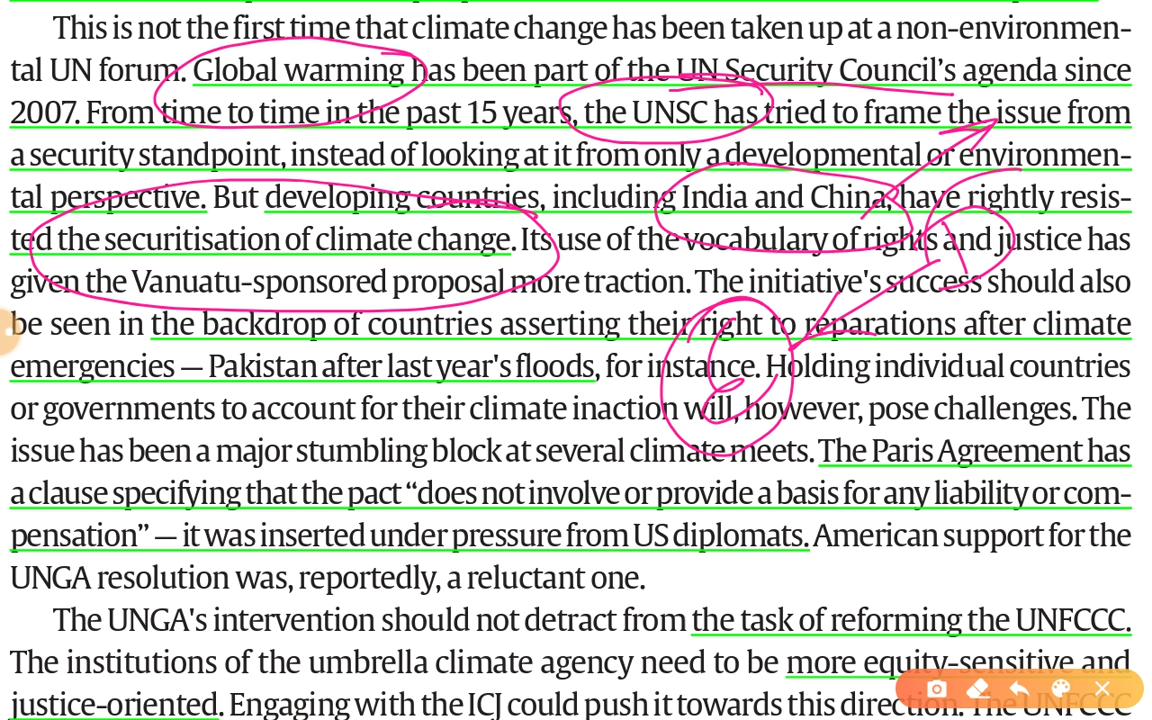 This is not the first time that climate change has been taken up at a non-environmen-
tal UN forum. Global warming has been part of the UN Security Council's agenda since
2007. From time to time in the past 15 years, the UNSC has tried to frame the issue from
a security standpoint, instead of looking at it from only a developmental or environmen-
tal perspective. But developing countries, including India and China, have rightly resis-
ted the securitisation of climate change. Its use of the vocabulary of rights and justice has
given the Vanuatu-sponsored proposal more traction. The initiative's success should also
be seen in the backdrop of countries asserting their right to reparations after climate
emergencies — Pakistan after last year's floods, for instance. Holding individual countries
or governments to account for their climate inaction will, however, pose challenges. The
issue has been a major stumbling block at several climate meets. The Paris Agreement has
a clause specifying that the pact “does not involve or provide a basis for any liability or com-
pensation” — it was inserted under pressure from US diplomats. American support for the
UNGA resolution was, reportedly, a reluctant one.
The UNGA's intervention should not detract from the task of reforming the UNFCCC.
The institutions of the umbrella climate agency need to be more equity-sensitive and
justice-oriented. Engaging with the ICJ could push it towards this direction. The UNFCCC